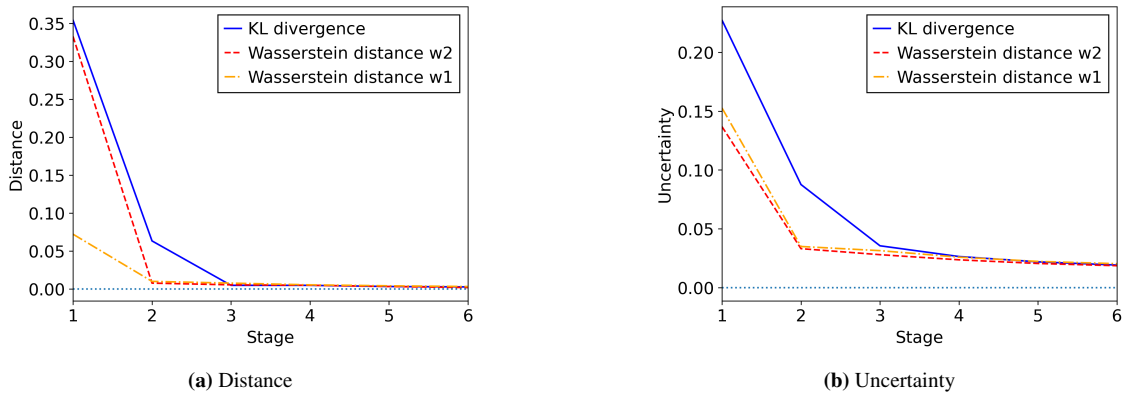 KL divergence
Wasserstein distance w2
Wasserstein distance w1
0.35
0.30
0.25
0.20
0.15
0.10
0.05
0.00
Distance
1 2 3 4 5 6
Stage
(a) Distance
KL divergence
Wasserstein distance w2
Wasserstein distance w1
0.20
0.15
0.10
0.05
0.00
Uncertainty
1 2 3 4 5 6
Stage
(b) Uncertainty